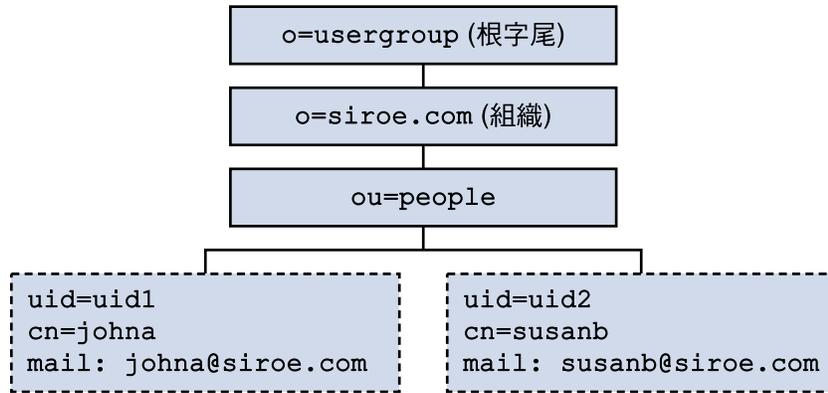 o=usergroup (根字尾)
o=siroe.com (組織)
ou=people
uid=uid1
cn=johna
mail: johna@siroe.com
uid=uid2
cn=susanb
mail: susanb@siroe.com